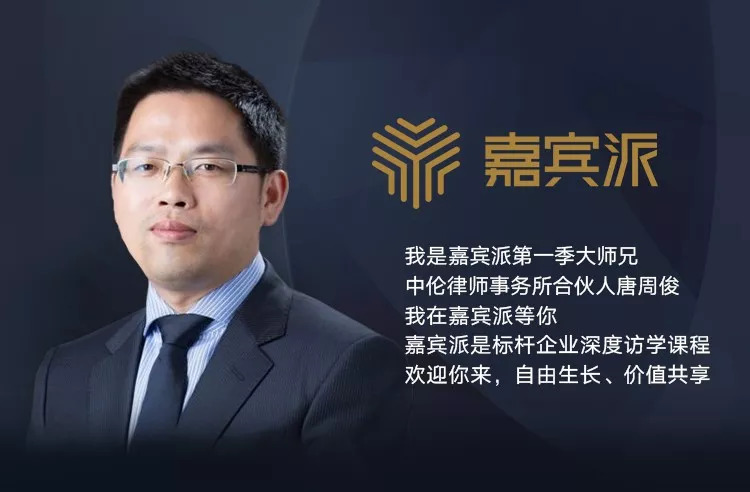 嘉宾派
我是嘉宾派第一季大师兄
中伦律师事务所合伙人唐周俊
我在嘉宾派等你
嘉宾派是标杆企业深度访学课程
欢迎你来，自由生长、价值共享